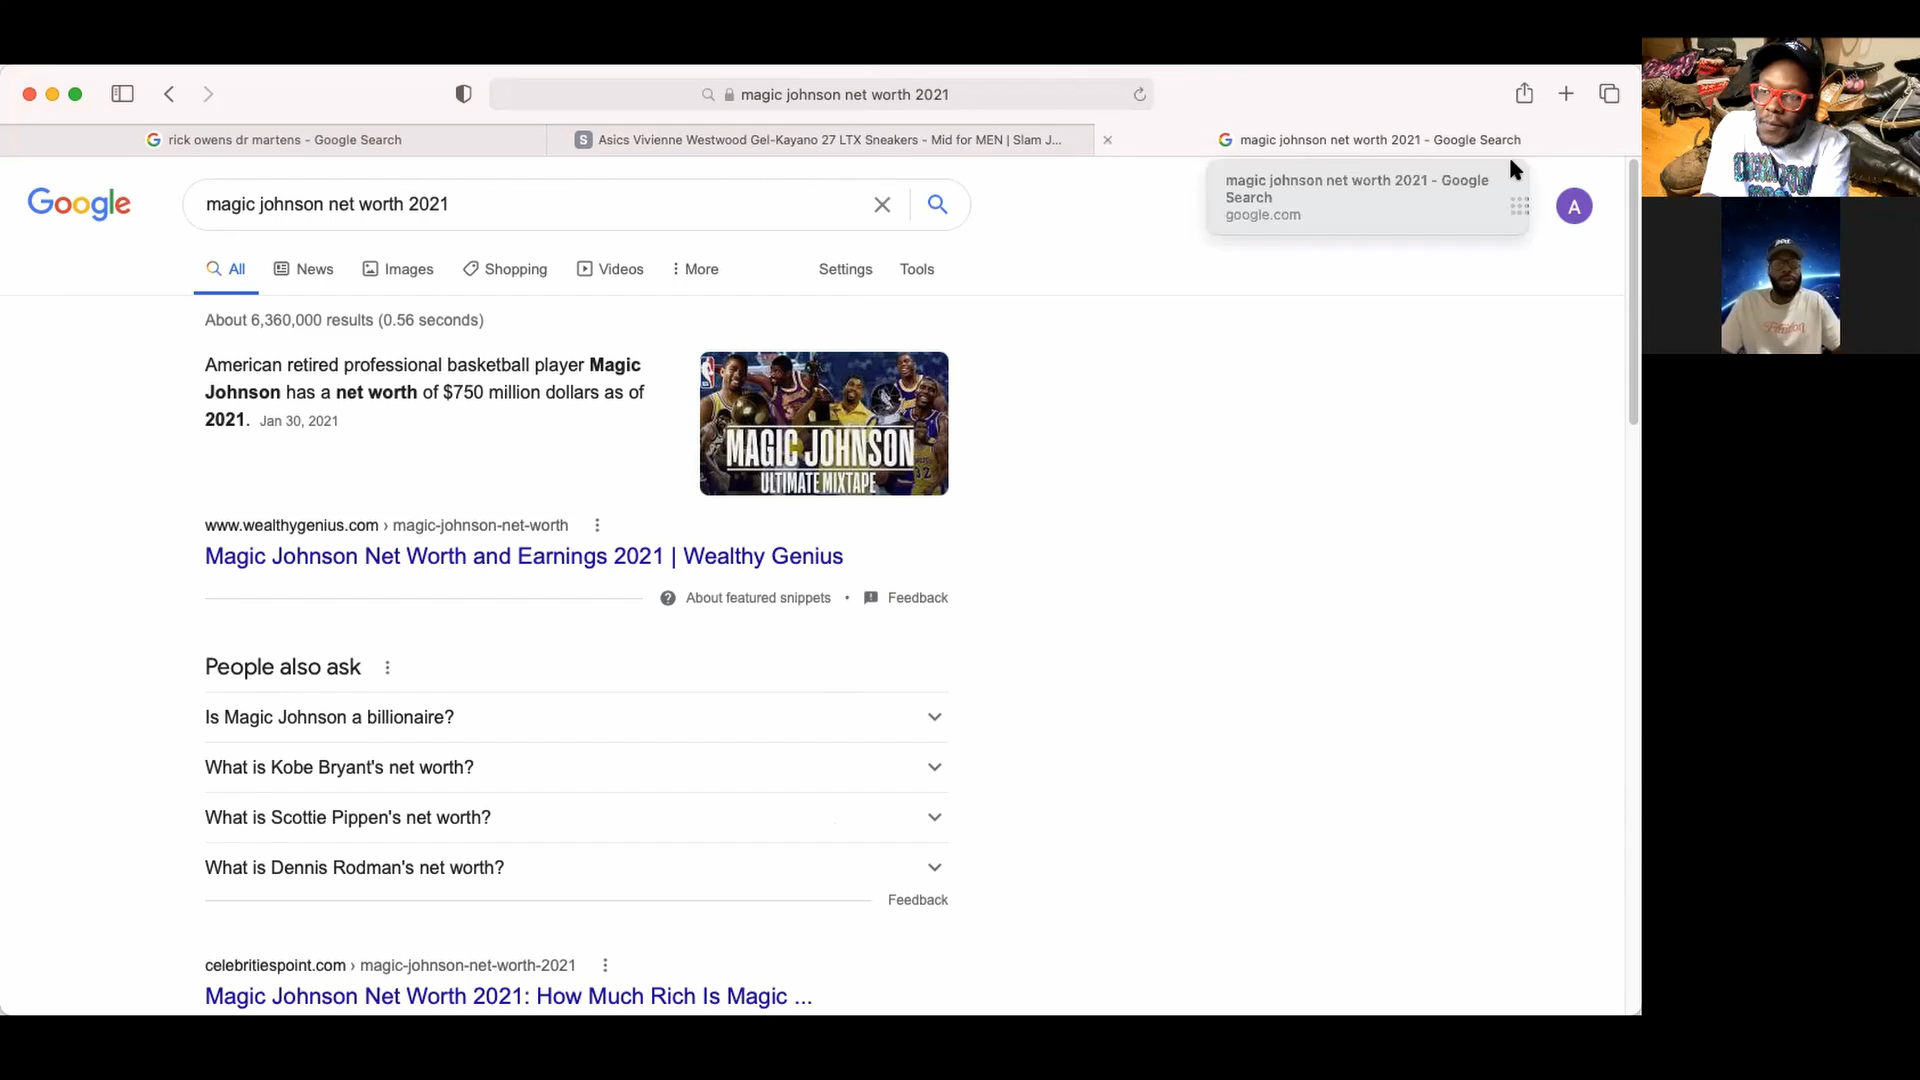 magic johnson net worth 2021
rick owens dr martens - Google Search
Asics Vivienne Westwood Gel-Kayano 27 LTX Sneakers - Mid for MEN | Slam J...
magic johnson net worth 2021 - Google Search
magic johnson net worth 2021 - Google
Search
google.com
Google
magic johnson net worth 2021
A
All
News
Images
Shopping
Videos
More
Settings
Tools
About 6,360,000 results (0.56 seconds)
American retired professional basketball player Magic
Johnson has a net worth of $750 million dollars as of
2021. Jan 30, 2021
MAGIC JOHNSON
ULTIMATE MIXTAPE
www.wealthygenius.com › magic-johnson-net-worth
Magic Johnson Net Worth and Earnings 2021 | Wealthy Genius
About featured snippets • Feedback
People also ask
Is Magic Johnson a billionaire?
What is Kobe Bryant's net worth?
What is Scottie Pippen's net worth?
What is Dennis Rodman's net worth?
Feedback
celebritiespoint.com › magic-johnson-net-worth-2021
Magic Johnson Net Worth 2021: How Much Rich Is Magic ...